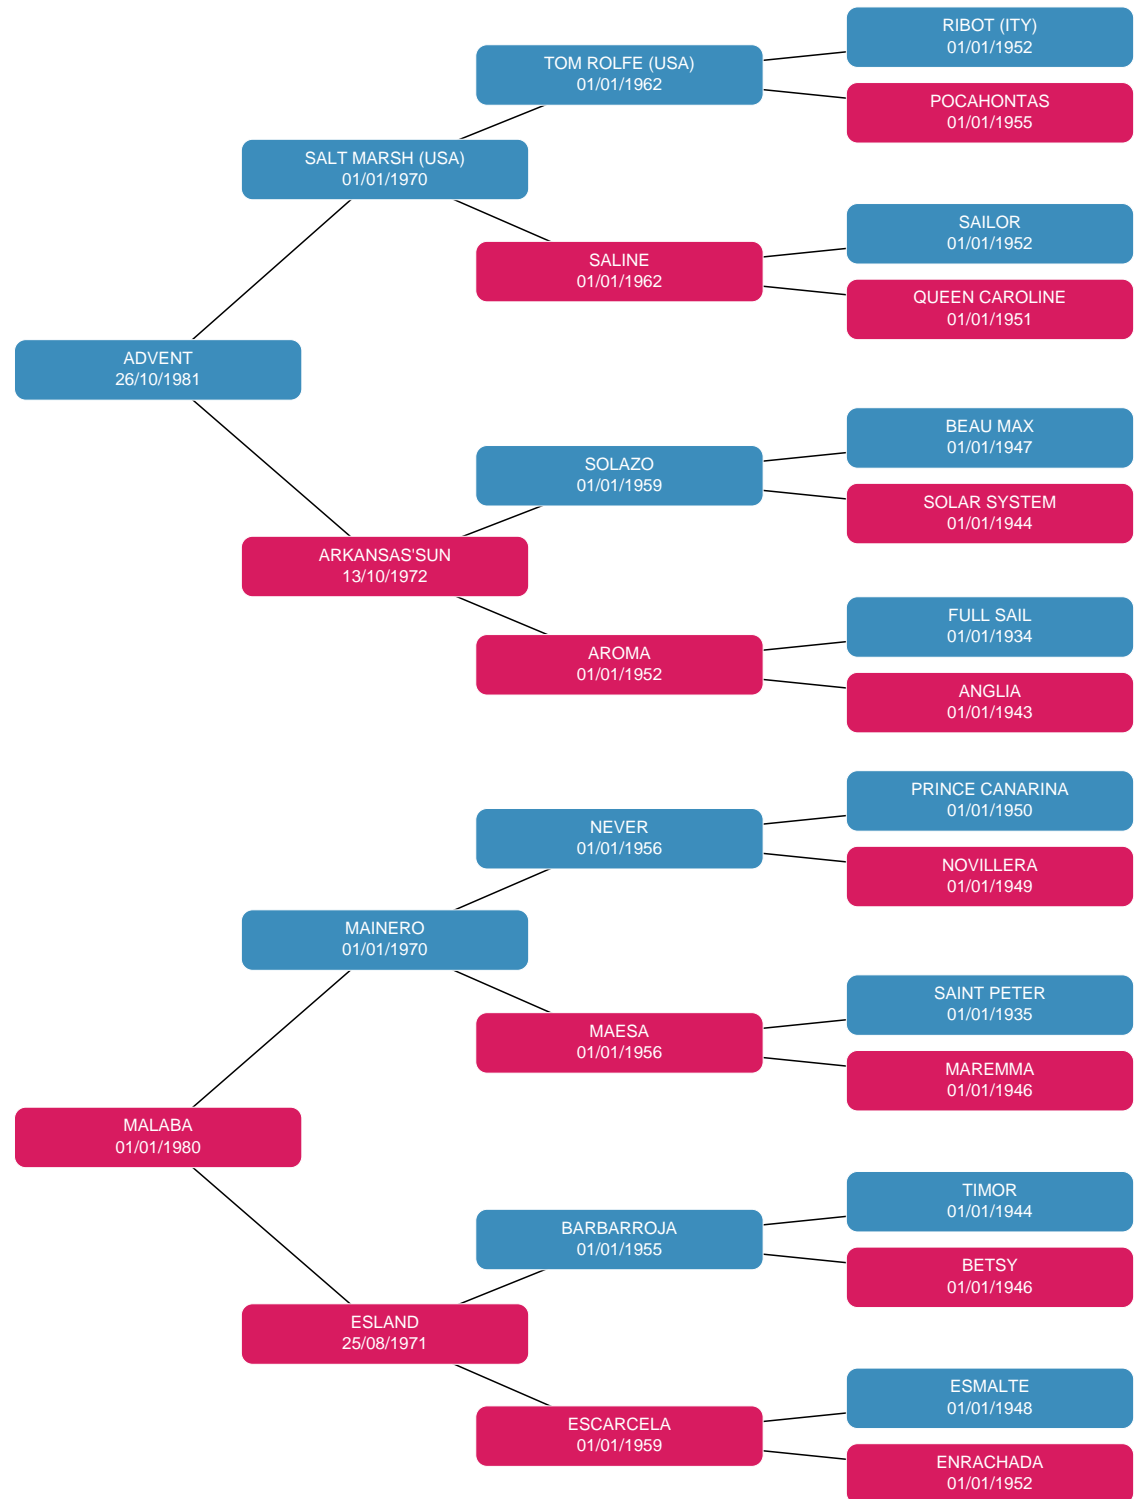 RIBOT (ITY)
01/01/1952
TOM ROLFE (USA)
01/01/1962
POCAHONTAS
01/01/1955
SALT MARSH (USA)
01/01/1970
SAILOR
01/01/1952
SALINE
01/01/1962
QUEEN CAROLINE
01/01/1951
ADVENT
26/10/1981
BEAU MAX
01/01/1947
SOLAZO
01/01/1959
SOLAR SYSTEM
01/01/1944
ARKANSAS'SUN
13/10/1972
FULL SAIL
01/01/1934
AROMA
01/01/1952
ANGLIA
01/01/1943
PRINCE CANARINA
01/01/1950
NEVER
01/01/1956
NOVILLERA
01/01/1949
MAINERO
01/01/1970
SAINT PETER
01/01/1935
MAESA
01/01/1956
MAREMMA
01/01/1946
MALABA
01/01/1980
TIMOR
01/01/1944
BARBARROJA
01/01/1955
BETSY
01/01/1946
ESLAND
25/08/1971
ESMALTE
01/01/1948
ESCARCELA
01/01/1959
ENRACHADA
01/01/1952